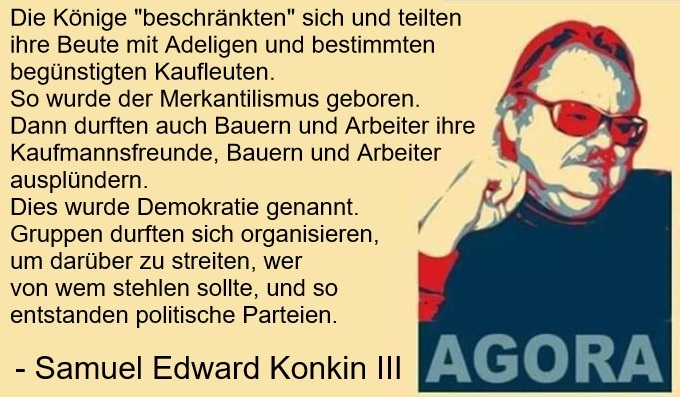 Die Könige "beschränkten" sich und teilten
ihre Beute mit Adeligen und bestimmten
begünstigten Kaufleuten.
So wurde der Merkantilismus geboren.
Dann durften auch Bauern und Arbeiter ihre
Kaufmannsfreunde, Bauern und Arbeiter
ausplündern.
Dies wurde Demokratie genannt.
Gruppen durften sich organisieren,
um darüber zu streiten, wer
von wem stehlen sollte, und so
entstanden politische Parteien.
- Samuel Edward Konkin III
AGORA